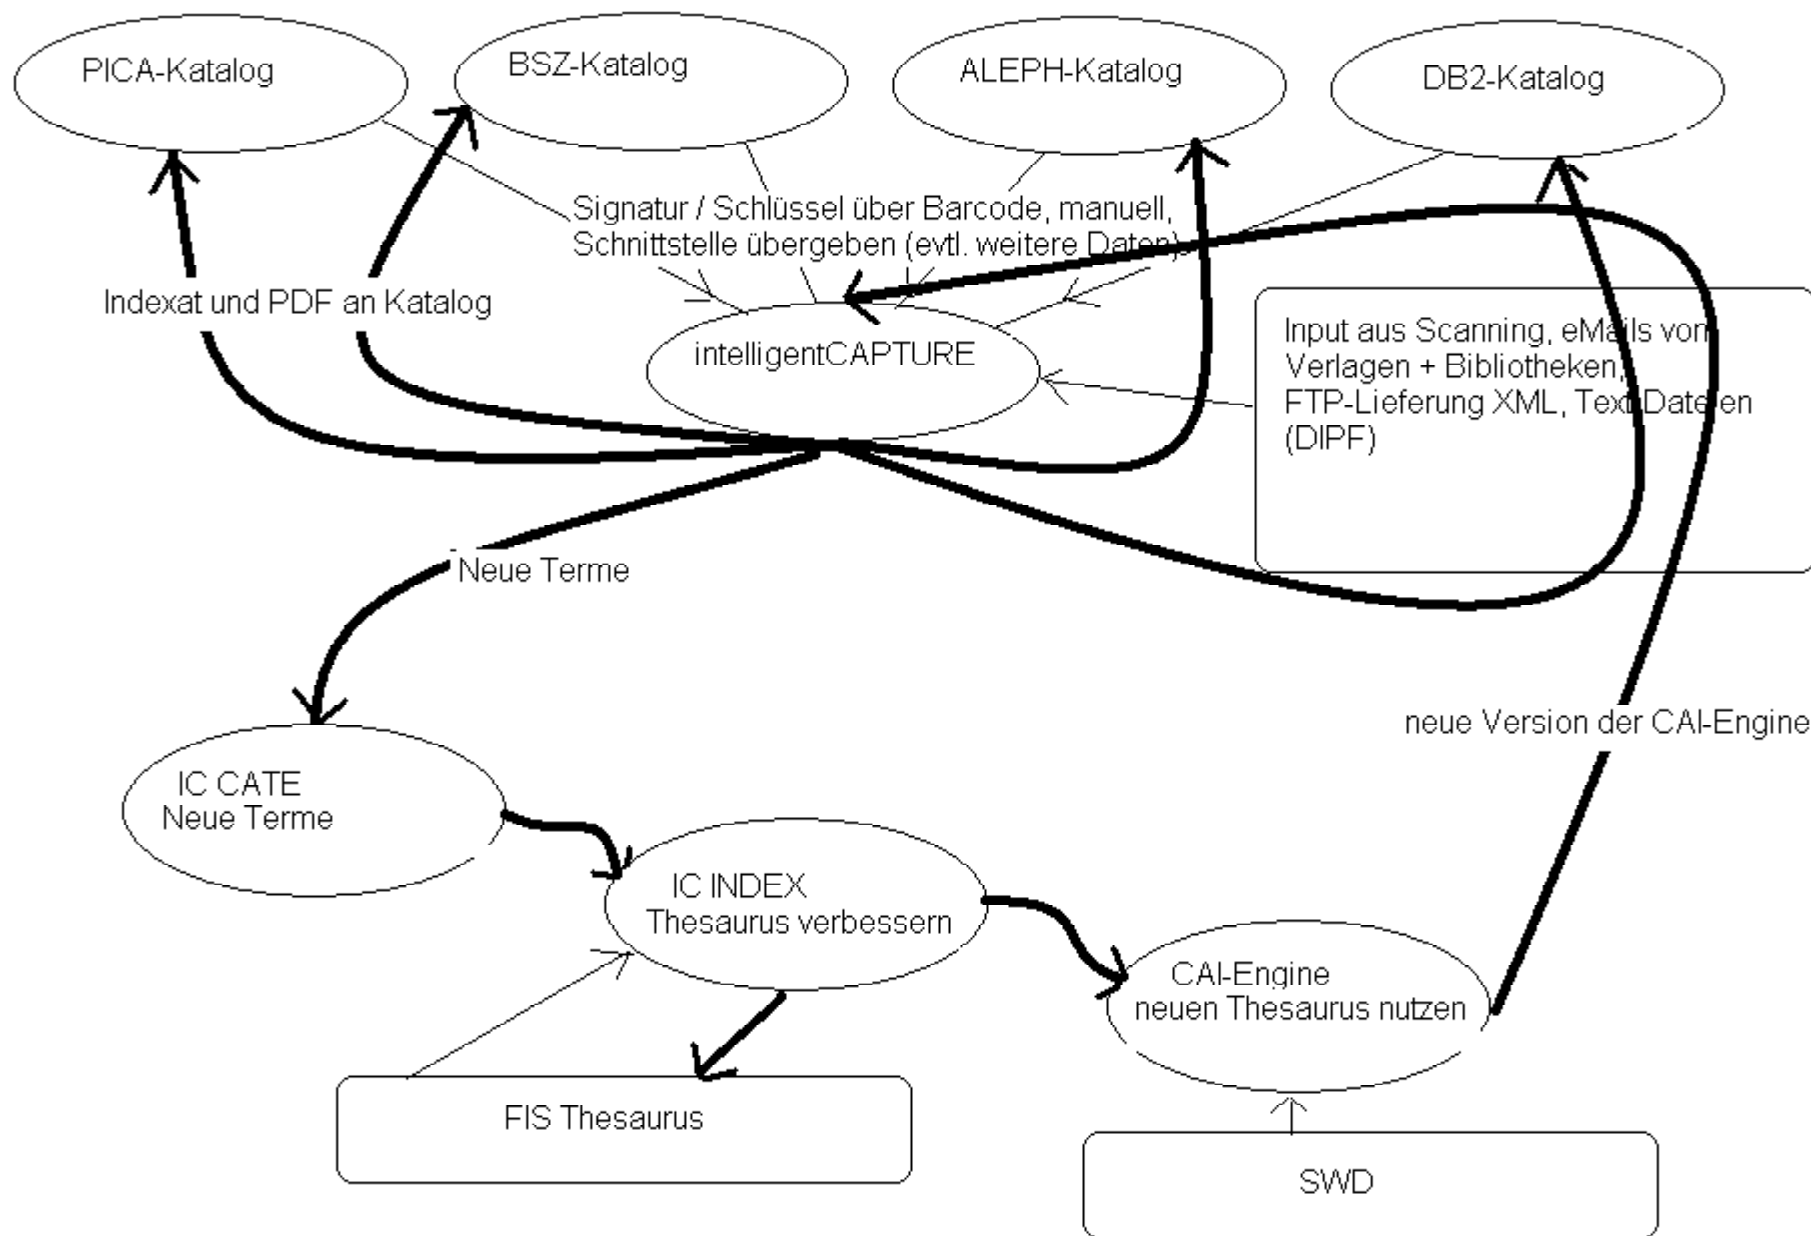 PICA-Katalog
BSZ-Katalog
ALEPH-Katalog
DB2-Katalog
Signatur / Schlüssel über Barcode, manuell,
Schnittstelle übergeben (evtl. weitere Daten)
Indexat und PDF an Katalog
intelligentCAPTURE
Input aus Scanning, eMails von
Verlagen + Bibliotheken,
FTP-Lieferung XML, Text-Dateien
(DIPF)
Neue Terme
neue Version der CAI-Engine
IC CATE
Neue Terme
IC INDEX
Thesaurus verbessern
CAI-Engine
neuen Thesaurus nutzen
FIS Thesaurus
SWD